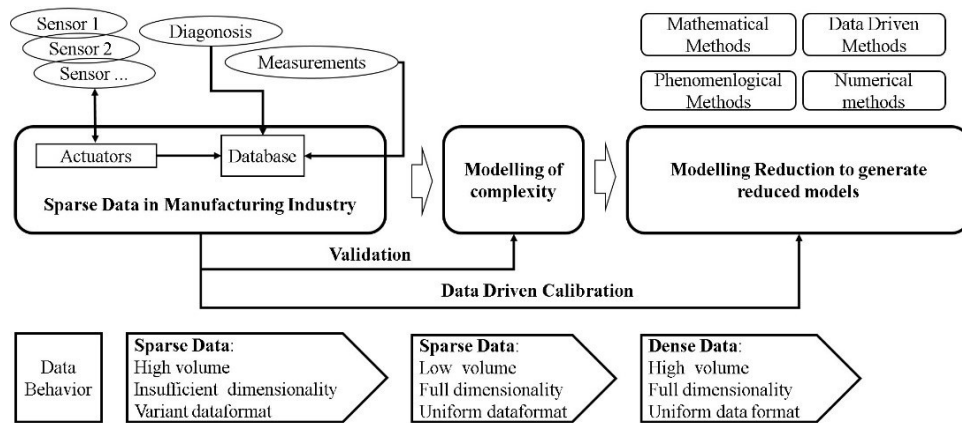 Sensor 1
Sensor 2
Sensor ...
Diagonosis
Measurements
Mathematical
Methods
Data Driven
Methods
Phenomenlogical
Methods
Numerical
methods
Actuators
Database
Sparse Data in Manufacturing Industry
Modelling of
complexity
Modelling Reduction to generate
reduced models
Validation
Data Driven Calibration
Data
Behavior
Sparse Data:
High volume
Insufficient dimensionality
Variant dataformat
Sparse Data:
Low volume
Full dimensionality
Uniform dataformat
Dense Data:
High volume
Full dimensionality
Uniform data format